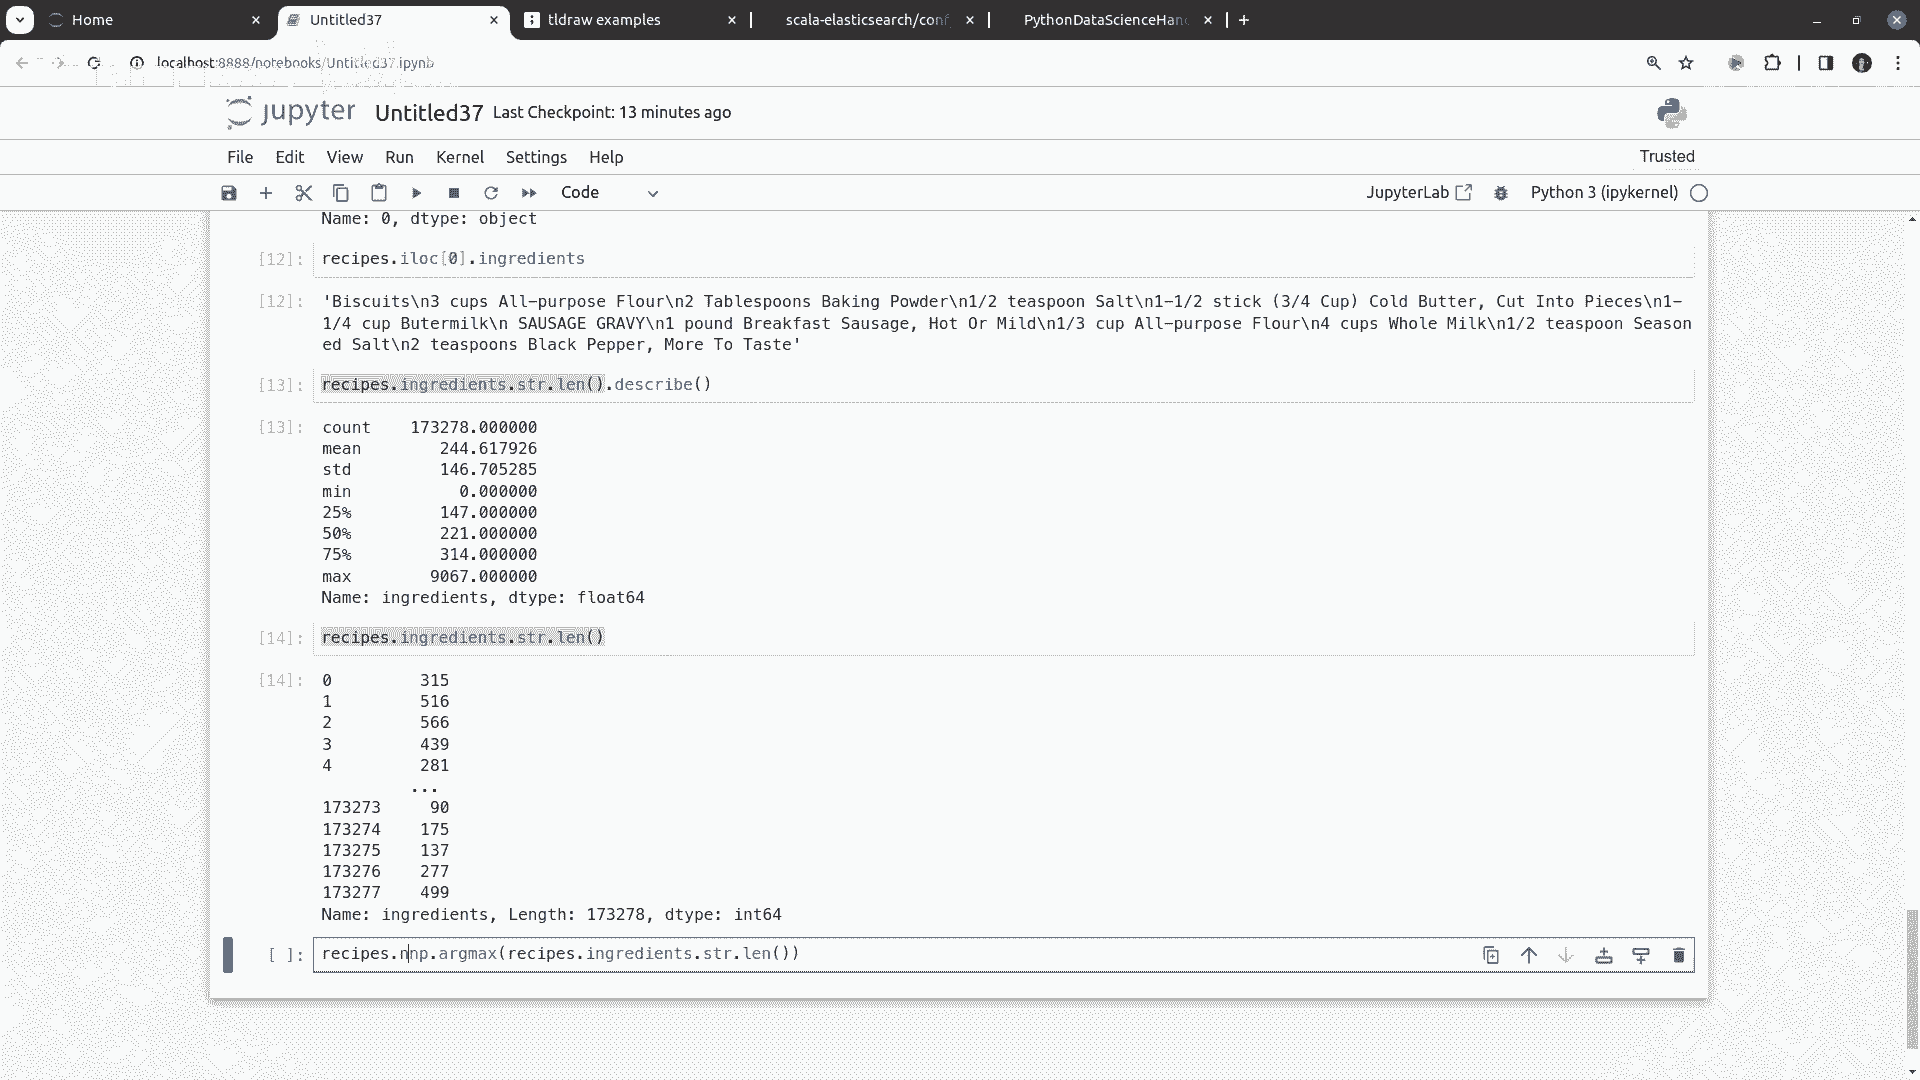 Home
Untitled37
tldraw examples
scala-elasticsearch/conf
PythonDataScienceHan
localhost:8888/notebooks/Untitled37.ipynb
jupyter Untitled37 Last Checkpoint: 13 minutes ago
File Edit View Run Kernel Settings Help
Trusted
Code
JupyterLab
Python 3 (ipykernel)
Name: 0, dtype: object
[12]: recipes.iloc[0].ingredients
[12]: 'Biscuits\n3 cups All-purpose Flour\n2 Tablespoons Baking Powder\n1/2 teaspoon Salt\n1-1/2 stick (3/4 Cup) Cold Butter, Cut Into Pieces\n1-
1/4 cup Butermilk\n SAUSAGE GRAVY\n1 pound Breakfast Sausage, Hot Or Mild\n1/3 cup All-purpose Flour\n4 cups Whole Milk\n1/2 teaspoon Season
ed Salt\n2 teaspoons Black Pepper, More To Taste'
[13]: recipes.ingredients.str.len().describe()
[13]: count 173278.000000
mean 244.617926
std 146.705285
min 0.000000
25% 147.000000
50% 221.000000
75% 314.000000
max 9067.000000
Name: ingredients, dtype: float64
[14]: recipes.ingredients.str.len()
[14]: 0 315
1 516
2 566
3 439
4 281
...
173273 90
173274 175
173275 137
173276 277
173277 499
Name: ingredients, Length: 173278, dtype: int64
[ ]: recipes.nnp.argmax(recipes.ingredients.str.len())